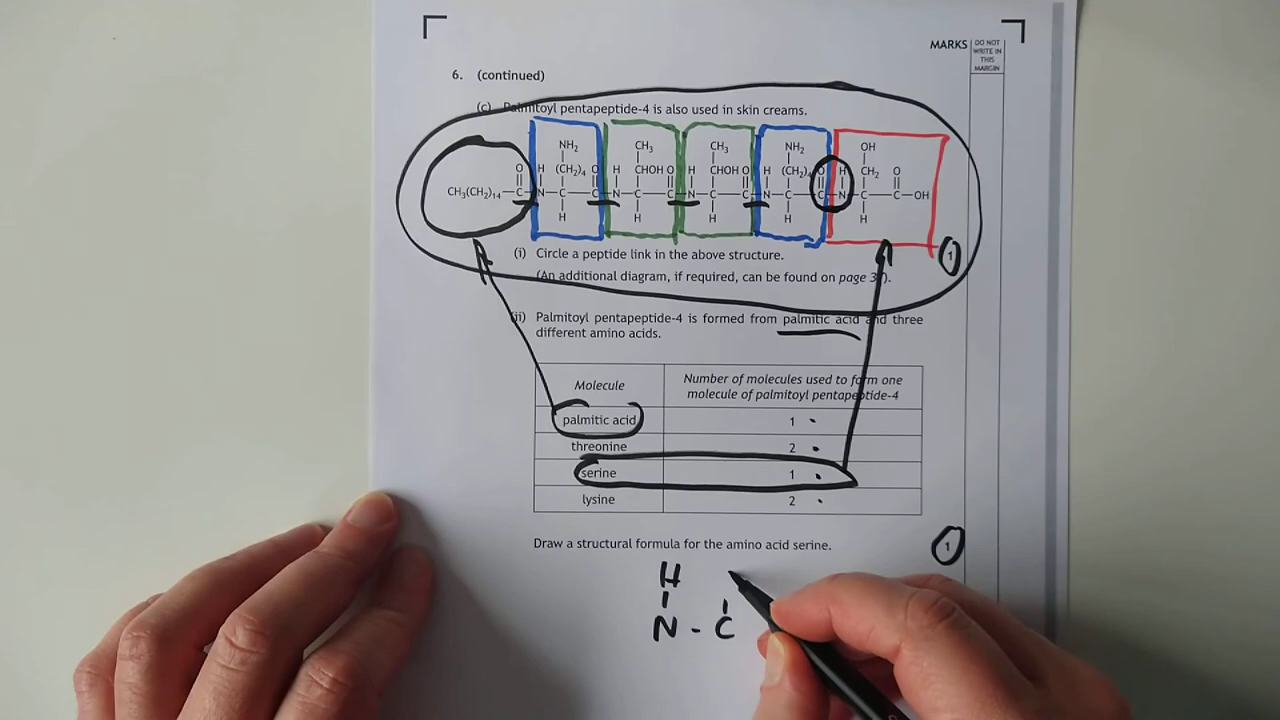 MARKS
DO NOT
WRITE IN
THIS
MARGIN
6. (continued)
(c) Palmitoyl pentapeptide-4 is also used in skin creams.
NH₂ CH₃ CH₃ NH₂ OH
O H (CH₂)₄ O H CHOH O H CHOH O H (CH₂)₄ O H CH₂ O
CH₃(CH₂)₁₄ C N C C N C C N C C N C C N C C OH
H H H H H
(i) Circle a peptide link in the above structure. 1
(An additional diagram, if required, can be found on page 3).
(ii) Palmitoyl pentapeptide-4 is formed from palmitic acid and three
different amino acids.
Molecule
Number of molecules used to form one
molecule of palmitoyl pentapeptide-4
palmitic acid 1
threonine 2
serine 1
lysine 2
Draw a structural formula for the amino acid serine. 1
H
N - C